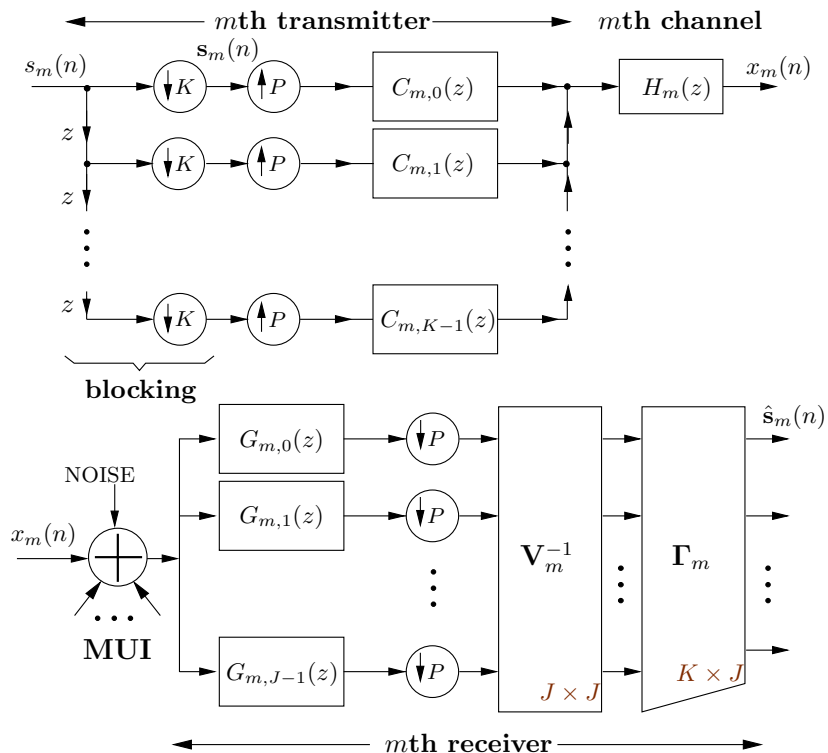 mth transmitter mth channel
s_m(n) ↓K 𝐬_m(n) ↑P C_{m,0}(z) H_m(z) x_m(n)
z
↓K ↑P C_{m,1}(z)
z
z ↓K ↑P C_{m,K−1}(z)
blocking
G_{m,0}(z) ↓P ŝ_m(n)
NOISE
G_{m,1}(z) ↓P
x_m(n) V_m^{−1} Γ_m
MUI
G_{m,J−1}(z) ↓P J × J K × J
mth receiver